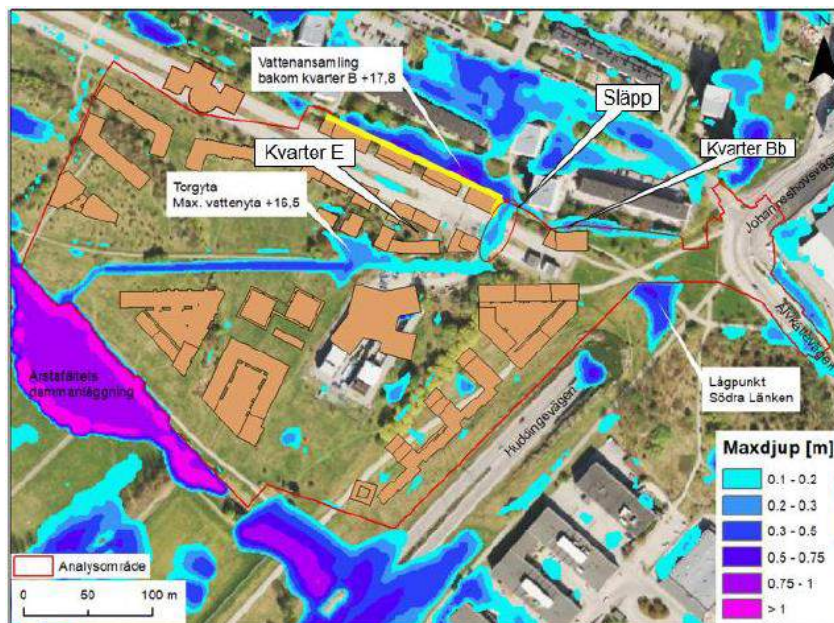 N
Vattenansamling
bakom kvarter B +17,8
Släpp
Kvarter E
Kvarter Bb
Torgyta
Max. vattenyta +16,5
Johanneshovsväg
Årstafältets
dammanläggning
Huddingevägen
Lågpunkt
Södra Länken
Maxdjup [m]
0.1 - 0.2
0.2 - 0.3
0.3 - 0.5
0.5 - 0.75
0.75 - 1
> 1
Analysområde
0 50 100 m